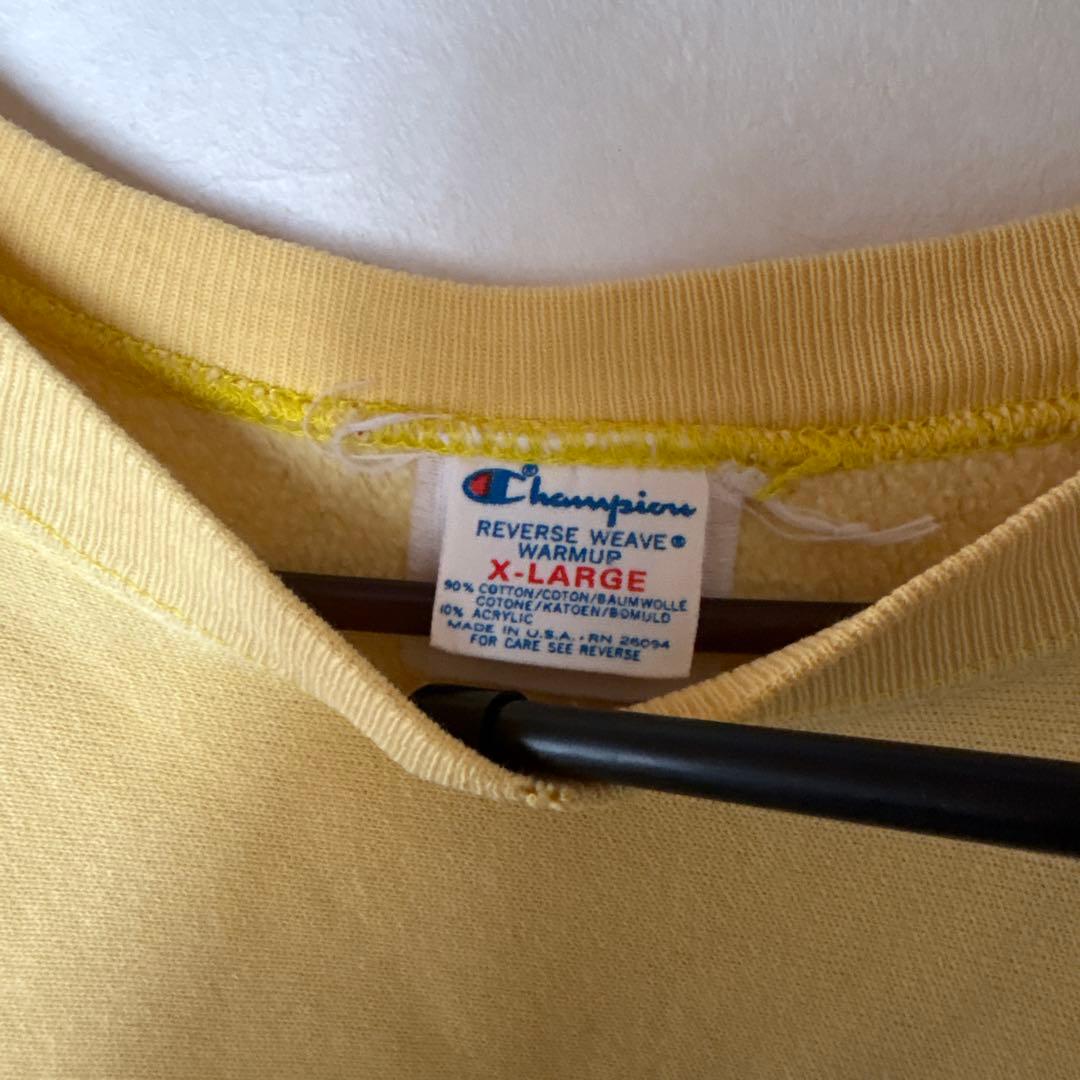 Champion®
REVERSE WEAVE®
WARMUP
X-LARGE
90% COTTON/COTON/BAUMWOLLE
COTONE/KATOEN/BOMULD
10% ACRYLIC
MADE IN U.S.A. · RN 26094
FOR CARE SEE REVERSE